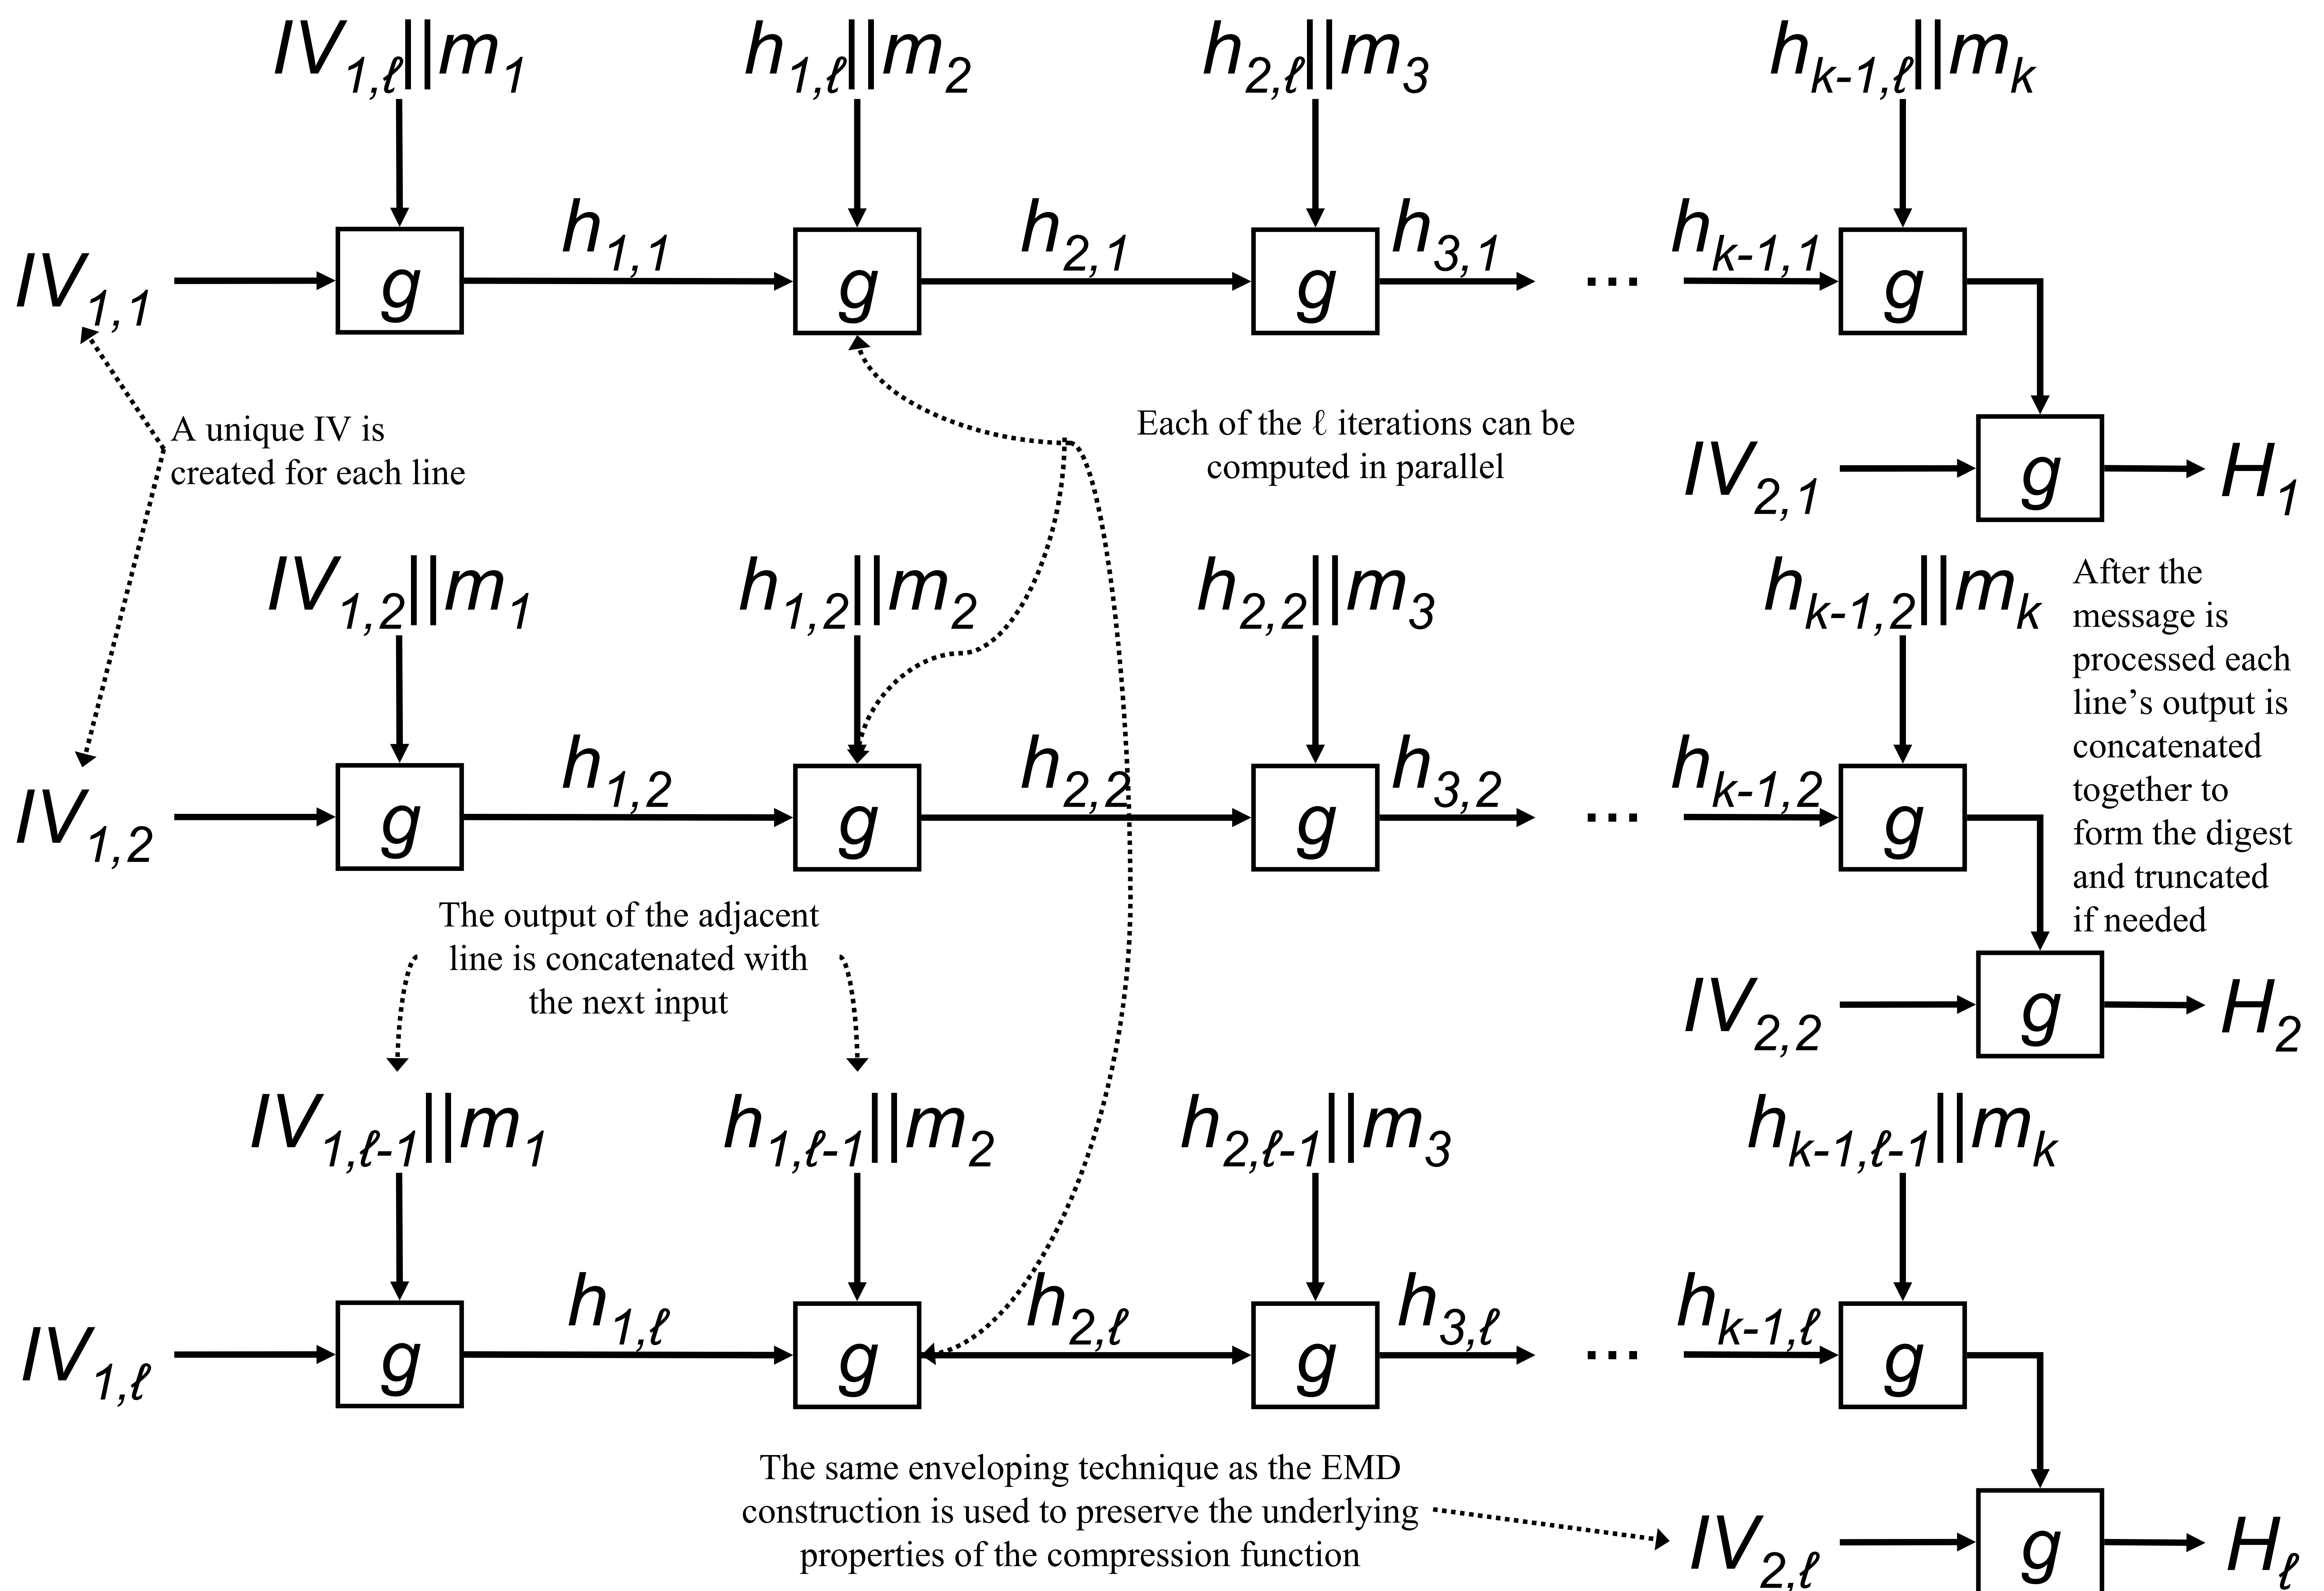 IV1,ℓ||m1 h1,ℓ||m2 h2,ℓ||m3 hk-1,ℓ||mk
h1,1 h2,1 h3,1 hk-1,1
IV1,1 g g g ... g
A unique IV is
created for each line
Each of the ℓ iterations can be
computed in parallel
IV2,1 g H1
IV1,2||m1 h1,2||m2 h2,2||m3 hk-1,2||mk
After the
message is
processed each
line’s output is
concatenated
together to
form the digest
and truncated
if needed
h1,2 h2,2 h3,2 hk-1,2
IV1,2 g g g ... g
The output of the adjacent
line is concatenated with
the next input
IV2,2 g H2
IV1,ℓ-1||m1 h1,ℓ-1||m2 h2,ℓ-1||m3 hk-1,ℓ-1||mk
h1,ℓ h2,ℓ h3,ℓ hk-1,ℓ
IV1,ℓ g g g ... g
The same enveloping technique as the EMD
construction is used to preserve the underlying
properties of the compression function
IV2,ℓ g Hℓ